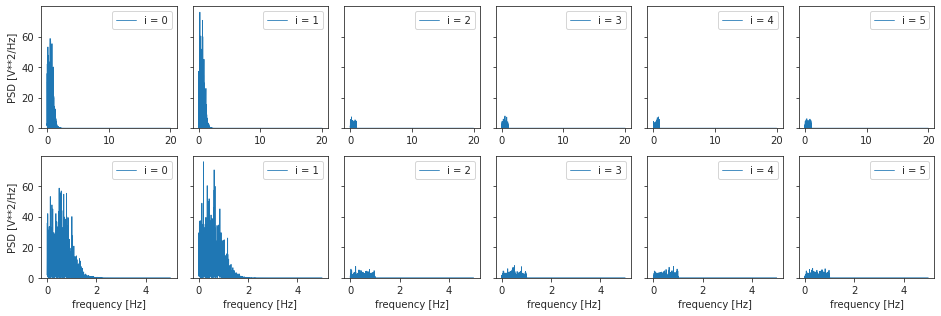 i = 0 i = 1 i = 2 i = 3 i = 4 i = 5
PSD [V**2/Hz]
60
40
20
0
0 10 20 0 10 20 0 10 20 0 10 20 0 10 20 0 10 20
i = 0 i = 1 i = 2 i = 3 i = 4 i = 5
PSD [V**2/Hz]
60
40
20
0
0 2 4 0 2 4 0 2 4 0 2 4 0 2 4 0 2 4
frequency [Hz] frequency [Hz] frequency [Hz] frequency [Hz] frequency [Hz] frequency [Hz]